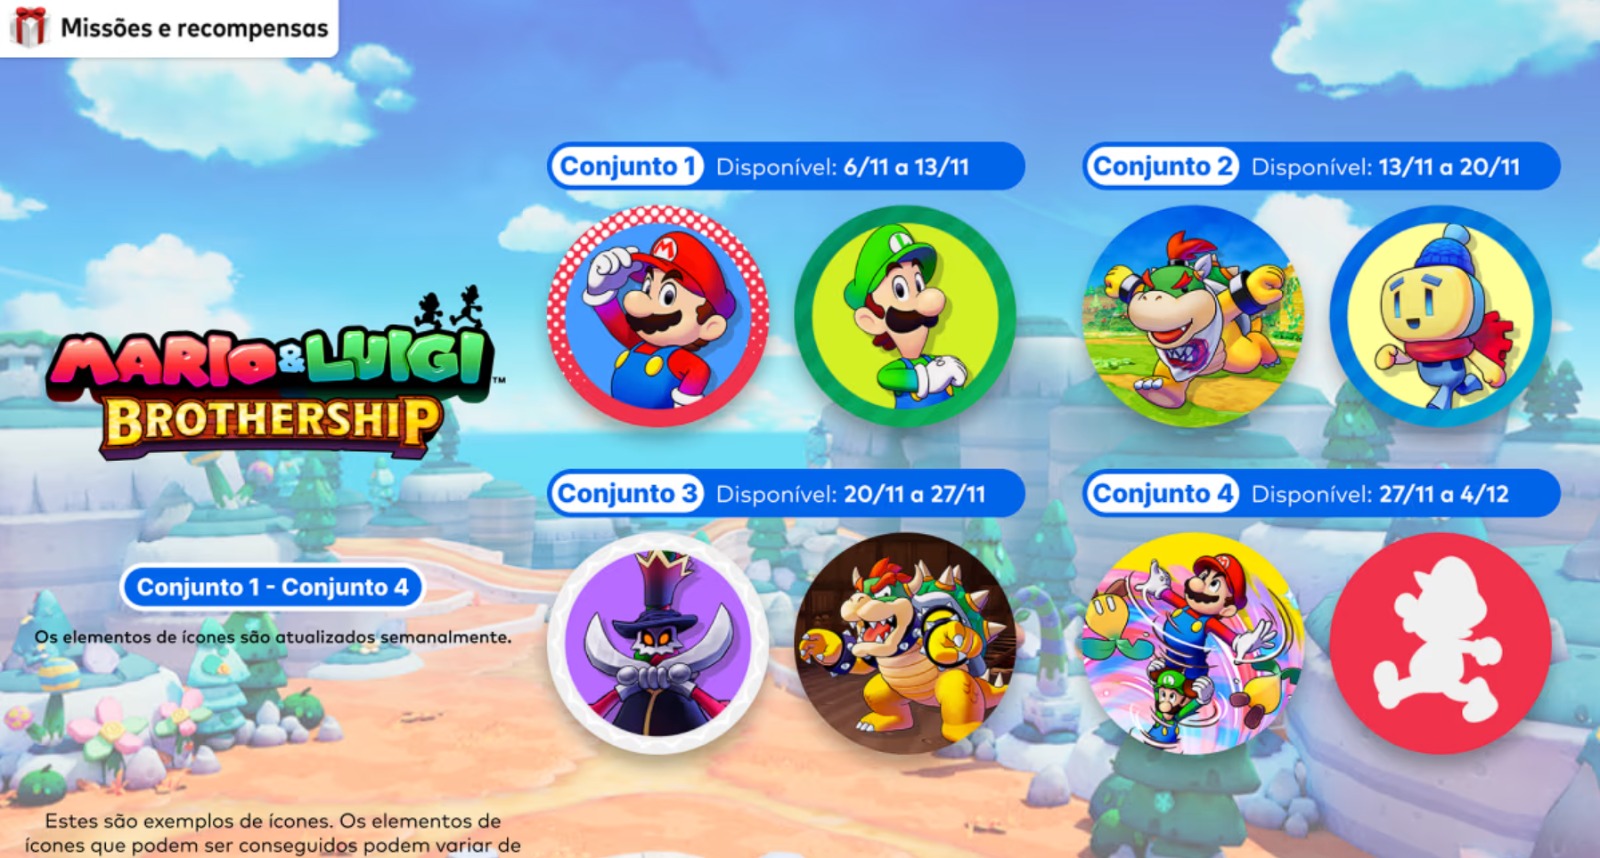 Missões e recompensas
Conjunto 1 Disponível: 6/11 a 13/11
Conjunto 2 Disponível: 13/11 a 20/11
MARIO & LUIGI™
BROTHERSHIP
Conjunto 3 Disponível: 20/11 a 27/11
Conjunto 4 Disponível: 27/11 a 4/12
Conjunto 1 - Conjunto 4
Os elementos de ícones são atualizados semanalmente.
Estes são exemplos de ícones. Os elementos de
ícones que podem ser conseguidos podem variar de